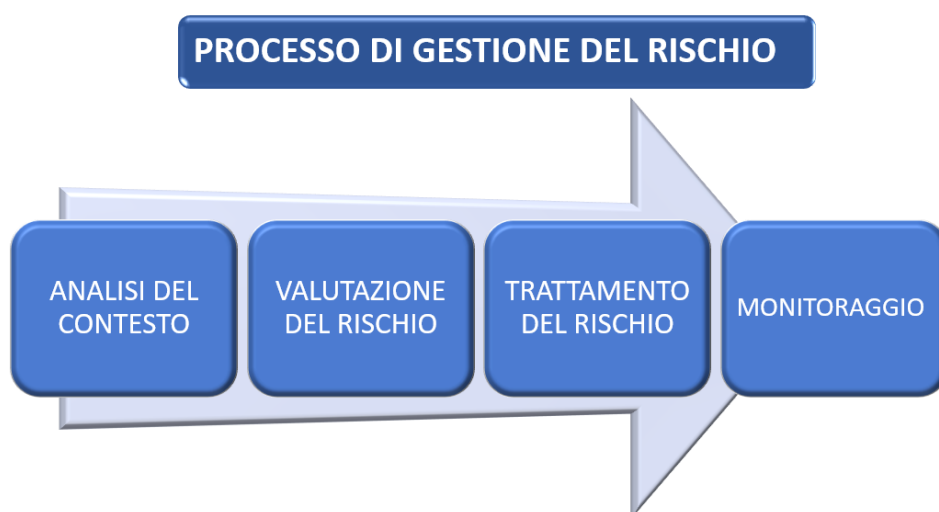 PROCESSO DI GESTIONE DEL RISCHIO
ANALISI DEL
CONTESTO
VALUTAZIONE
DEL RISCHIO
TRATTAMENTO
DEL RISCHIO
MONITORAGGIO